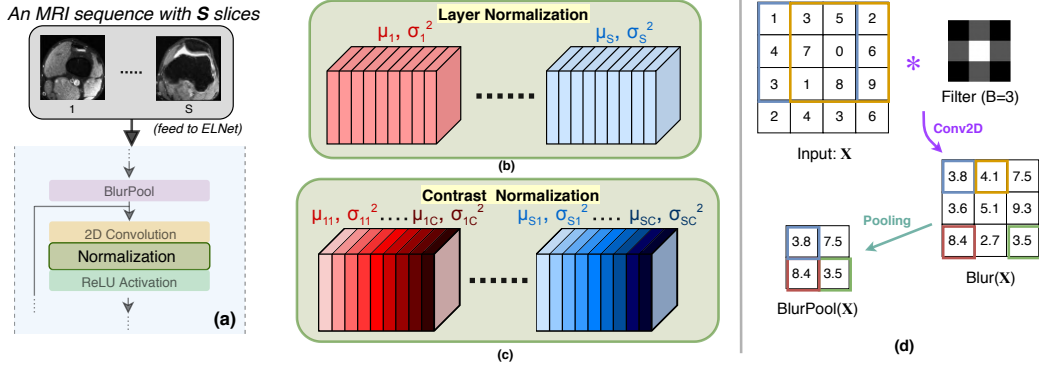 An MRI sequence with S slices
1
.....
S
(feed to ELNet)
BlurPool
2D Convolution
Normalization
ReLU Activation
(a)
Layer Normalization
μ1, σ1²
μS, σS²
(b)
Contrast Normalization
μ11, σ11² .... μ1C, σ1C²
μS1, σS1² .... μSC, σSC²
(c)
1 3 5 2
4 7 0 6
3 1 8 9
2 4 3 6
Input: X
*
Filter (B=3)
Conv2D
3.8 4.1 7.5
3.6 5.1 9.3
8.4 2.7 3.5
Blur(X)
Pooling
3.8 7.5
8.4 3.5
BlurPool(X)
(d)